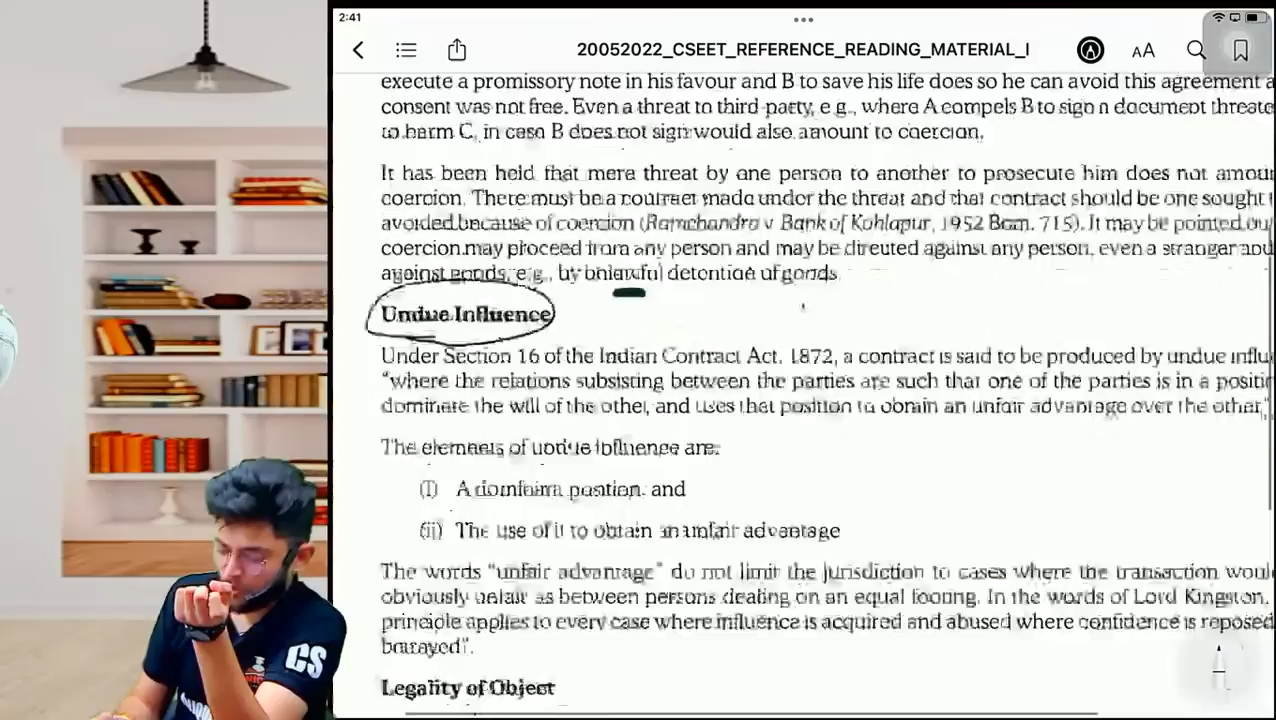 2:41
20052022_CSEET_REFERENCE_READING_MATERIAL_I
AA
execute a promissory note in his favour and B to save his life does so he can avoid this agreement a
consent was not free. Even a threat to third party, e g., where A compels B to sign n document threate
to harm C, in case B does not sign would also amount to coercion.
It has been held that mere threat by one person to another to prosecute him does not amou
coercion. There must be a contract made under the threat and that contract should be one sought t
avoided because of coercion (Ramchandra v Bank of Kohlapur, 1952 Bom. 715). It may be pointed ou
coercion may proceed from any person and may be directed against any person, even a stranger and
against goods, e.g., by unlawful detention of goods
Undue Influence
Under Section 16 of the Indian Contract Act, 1872, a contract is said to be produced by undue influ
“where the relations subsisting between the parties are such that one of the parties is in a positi
dominate the will of the other, and uses that position to obtain an unfair advantage over the other.”
The elements of undue influence are:
(i) A dominant position. and
(ii) The use of it to obtain an unfair advantage
The words “unfair advantage” do not limit the jurisdiction to cases where the transaction woul
obviously unfair as between persons dealing on an equal footing. In the words of Lord Kingston,
principle applies to every case where influence is acquired and abused where confidence is reposed
betrayed”.
Legality of Object
CS